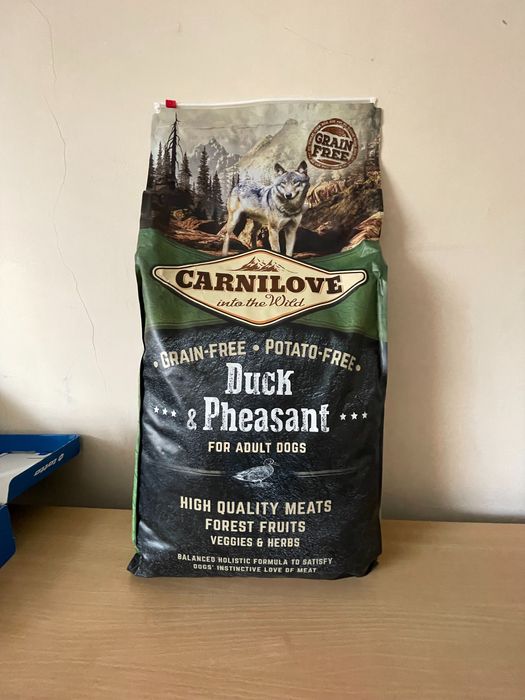 GRAIN
FREE
CARNILOVE
into the Wild
• GRAIN-FREE • POTATO-FREE •
Duck
& Pheasant
FOR ADULT DOGS
HIGH QUALITY MEATS
FOREST FRUITS
VEGGIES & HERBS
BALANCED HOLISTIC FORMULA TO SATISFY
DOGS' INSTINCTIVE LOVE OF MEAT